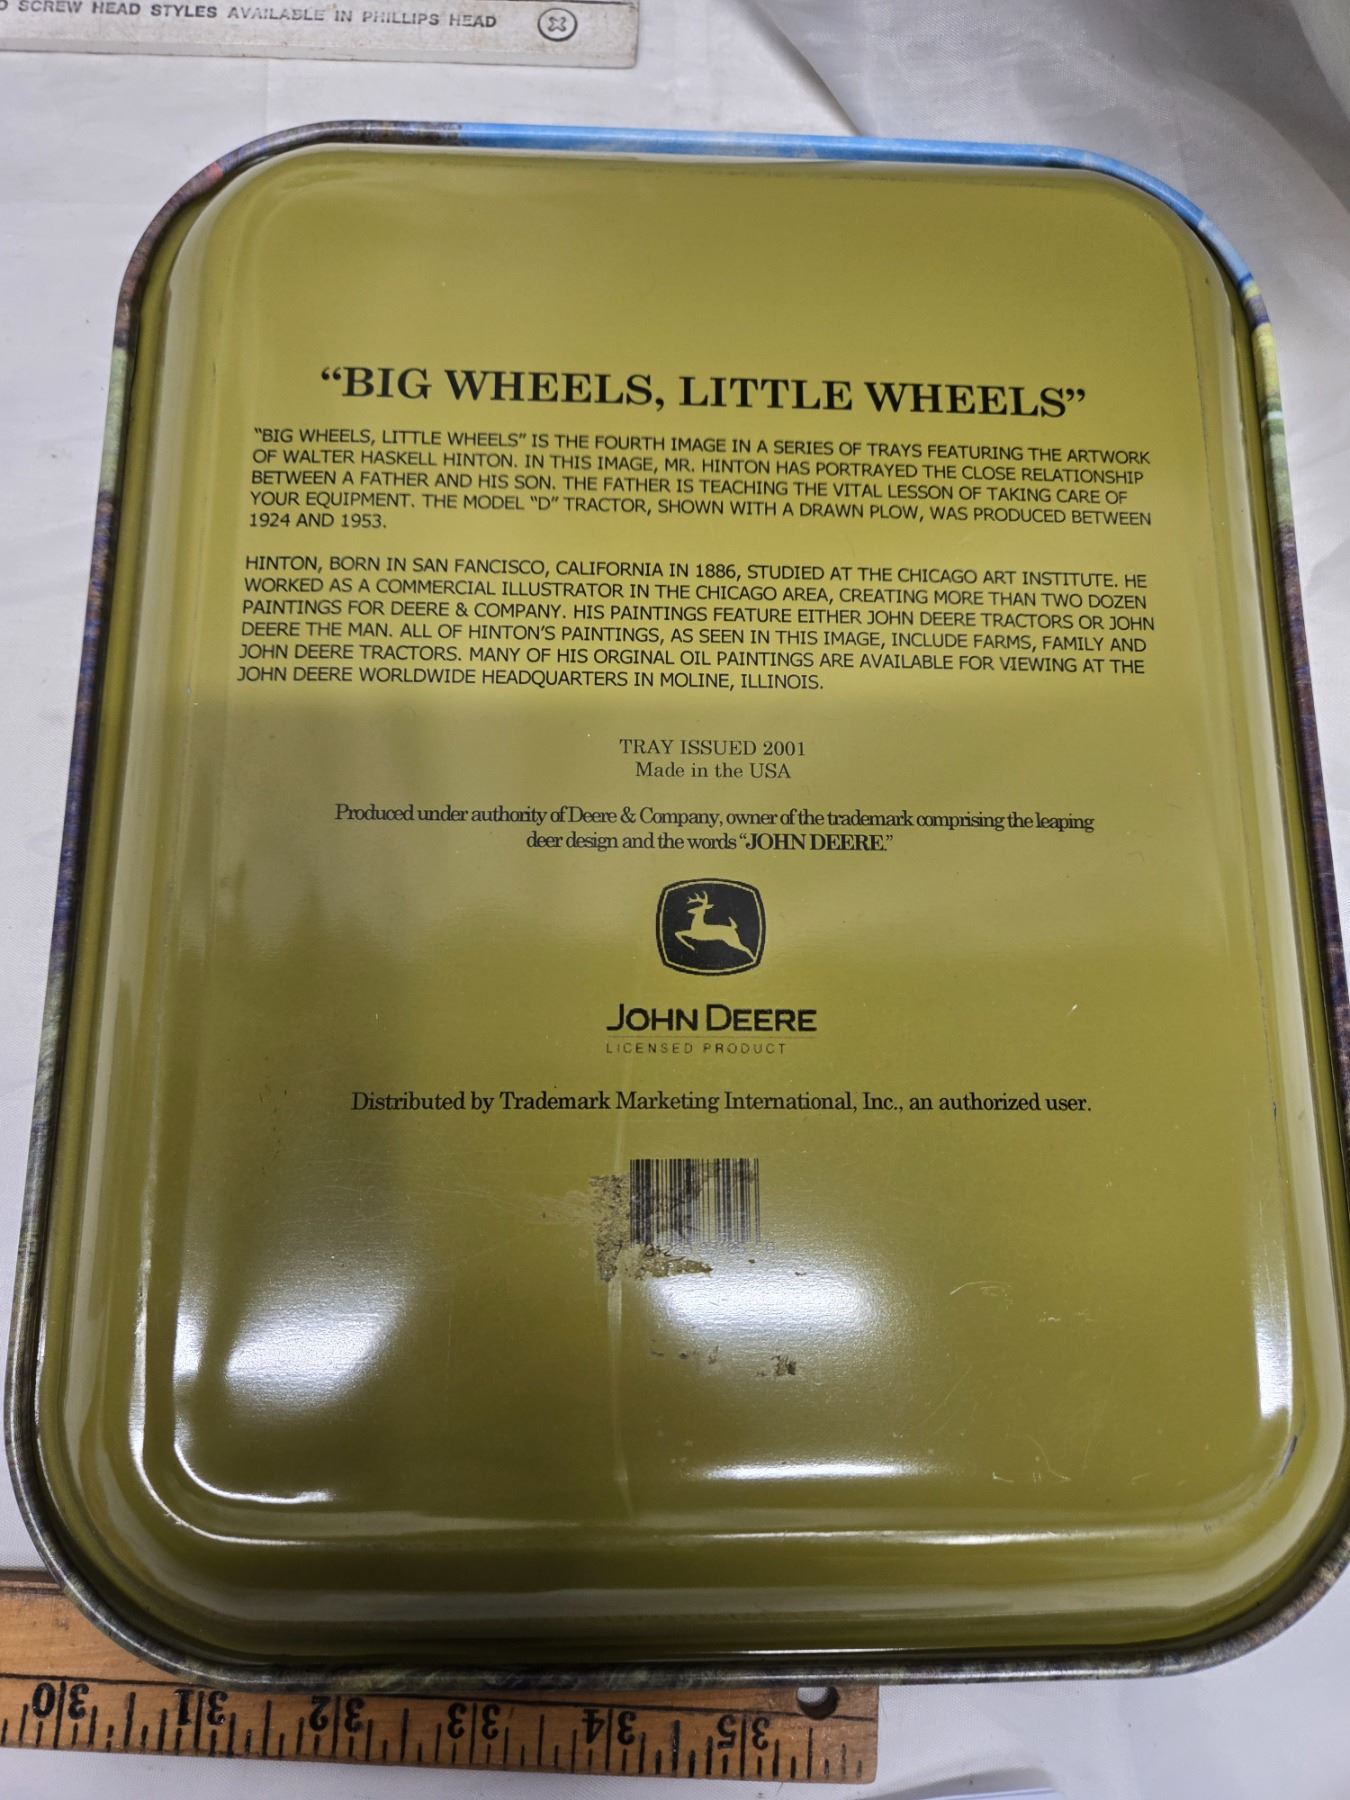 SCREW HEAD STYLES AVAILABLE IN PHILLIPS HEAD
"BIG WHEELS, LITTLE WHEELS"
"BIG WHEELS, LITTLE WHEELS" IS THE FOURTH IMAGE IN A SERIES OF TRAYS FEATURING THE ARTWORK
OF WALTER HASKELL HINTON. IN THIS IMAGE, MR. HINTON HAS PORTRAYED THE CLOSE RELATIONSHIP
BETWEEN A FATHER AND HIS SON. THE FATHER IS TEACHING THE VITAL LESSON OF TAKING CARE OF
YOUR EQUIPMENT. THE MODEL "D" TRACTOR, SHOWN WITH A DRAWN PLOW, WAS PRODUCED BETWEEN
1924 AND 1953.
HINTON, BORN IN SAN FANCISCO, CALIFORNIA IN 1886, STUDIED AT THE CHICAGO ART INSTITUTE. HE
WORKED AS A COMMERCIAL ILLUSTRATOR IN THE CHICAGO AREA, CREATING MORE THAN TWO DOZEN
PAINTINGS FOR DEERE & COMPANY. HIS PAINTINGS FEATURE EITHER JOHN DEERE TRACTORS OR JOHN
DEERE THE MAN. ALL OF HINTON'S PAINTINGS, AS SEEN IN THIS IMAGE, INCLUDE FARMS, FAMILY AND
JOHN DEERE TRACTORS. MANY OF HIS ORGINAL OIL PAINTINGS ARE AVAILABLE FOR VIEWING AT THE
JOHN DEERE WORLDWIDE HEADQUARTERS IN MOLINE, ILLINOIS.
TRAY ISSUED 2001
Made in the USA
Produced under authority of Deere & Company, owner of the trademark comprising the leaping
deer design and the words "JOHN DEERE."
JOHN DEERE
LICENSED PRODUCT
Distributed by Trademark Marketing International, Inc., an authorized user.
30 31 32 33 34 35